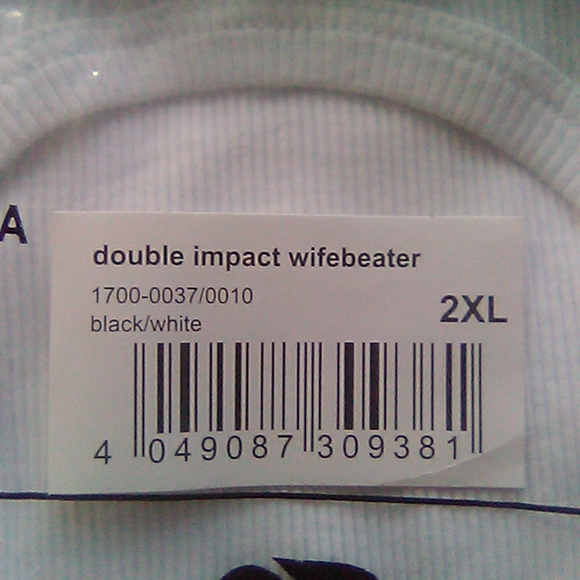 A
double impact wifebeater
1700-0037/0010
black/white
2XL
4 049087 309381